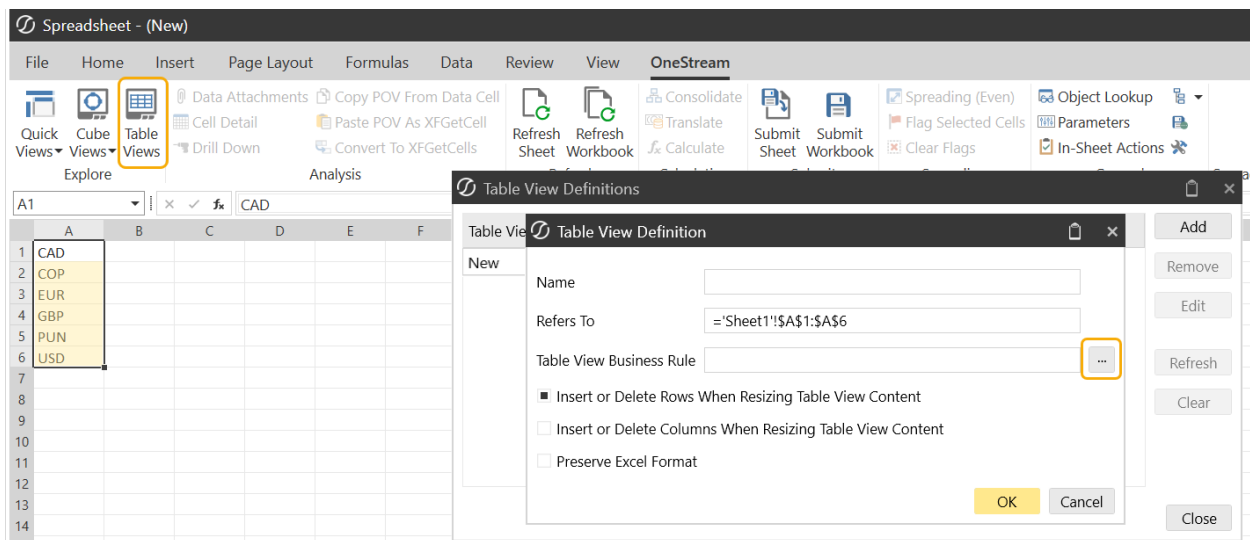 Spreadsheet - (New)
File Home Insert Page Layout Formulas Data Review View OneStream
Data Attachments Copy POV From Data Cell Consolidate Spreading (Even) Object Lookup
Cell Detail Paste POV As XFGetCell Translate Flag Selected Cells Parameters
Drill Down Convert To XFGetCells Calculate Clear Flags In-Sheet Actions
Quick Cube Table Refresh Refresh Submit Submit
Views Views Views Sheet Workbook Sheet Workbook
Explore Analysis
Table View Definitions
A1 fx CAD
A B C D E F
Table Vie Table View Definition Add
1 CAD
New
2 COP
Remove
Name
3 EUR
Edit
4 GBP
Refers To ='Sheet1'!$A$1:$A$6
5 PUN
6 USD
Table View Business Rule ... Refresh
7
Insert or Delete Rows When Resizing Table View Content
8
Clear
9
Insert or Delete Columns When Resizing Table View Content
10
11
Preserve Excel Format
12
13
OK Cancel
14
Close